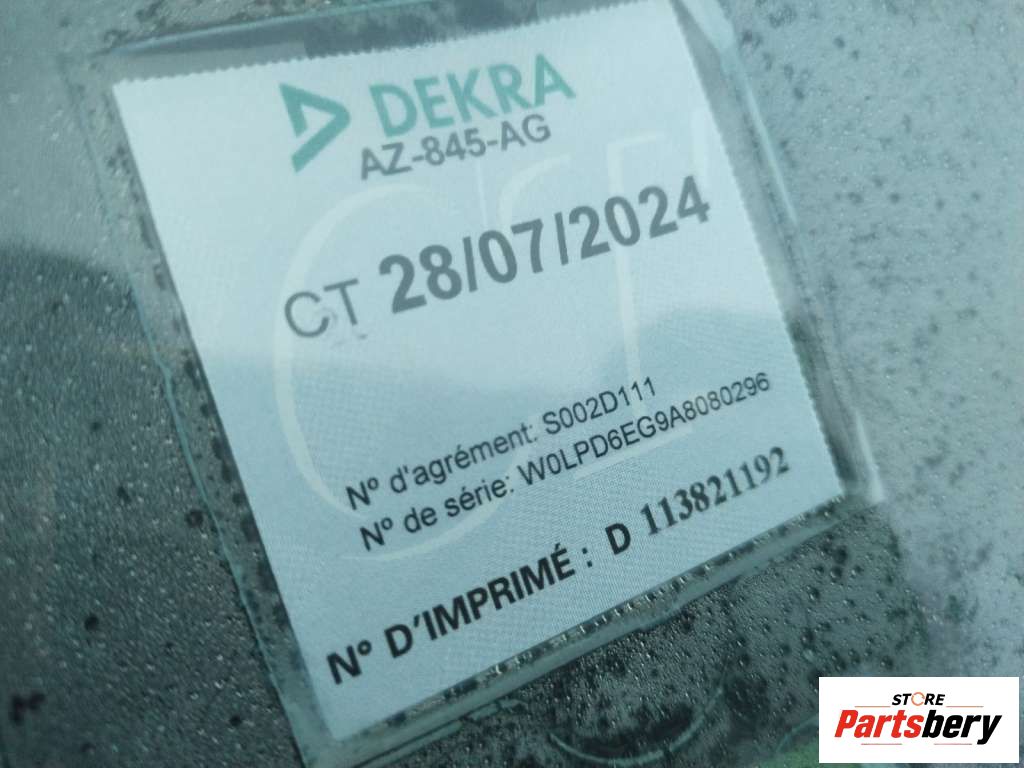 DEKRA
AZ-845-AG
CT 28/07/2024
N° d'agrément: S002D111
N° de série: W0LPD6EG9A8080296
N° D'IMPRIMÉ : D 113821192
STORE
Partsbery